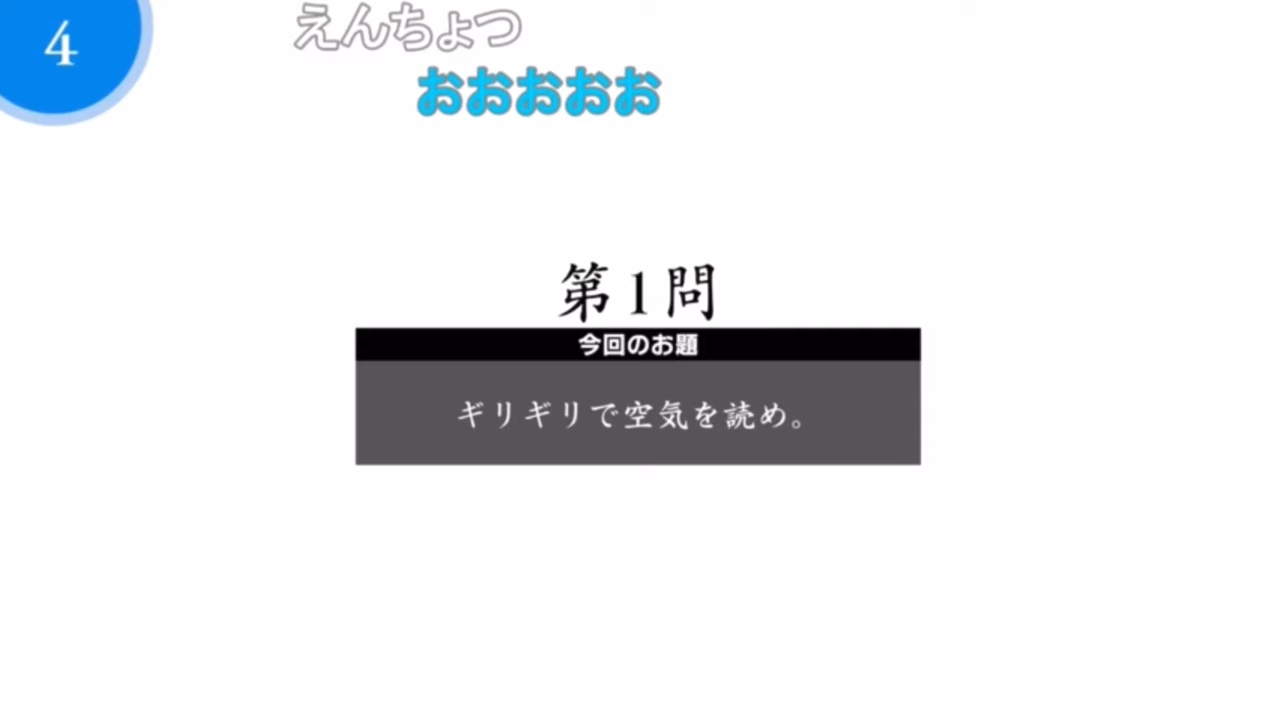 4
えんちょつ
おおおおお
第1問
今回のお題
ギリギリで空気を読め。